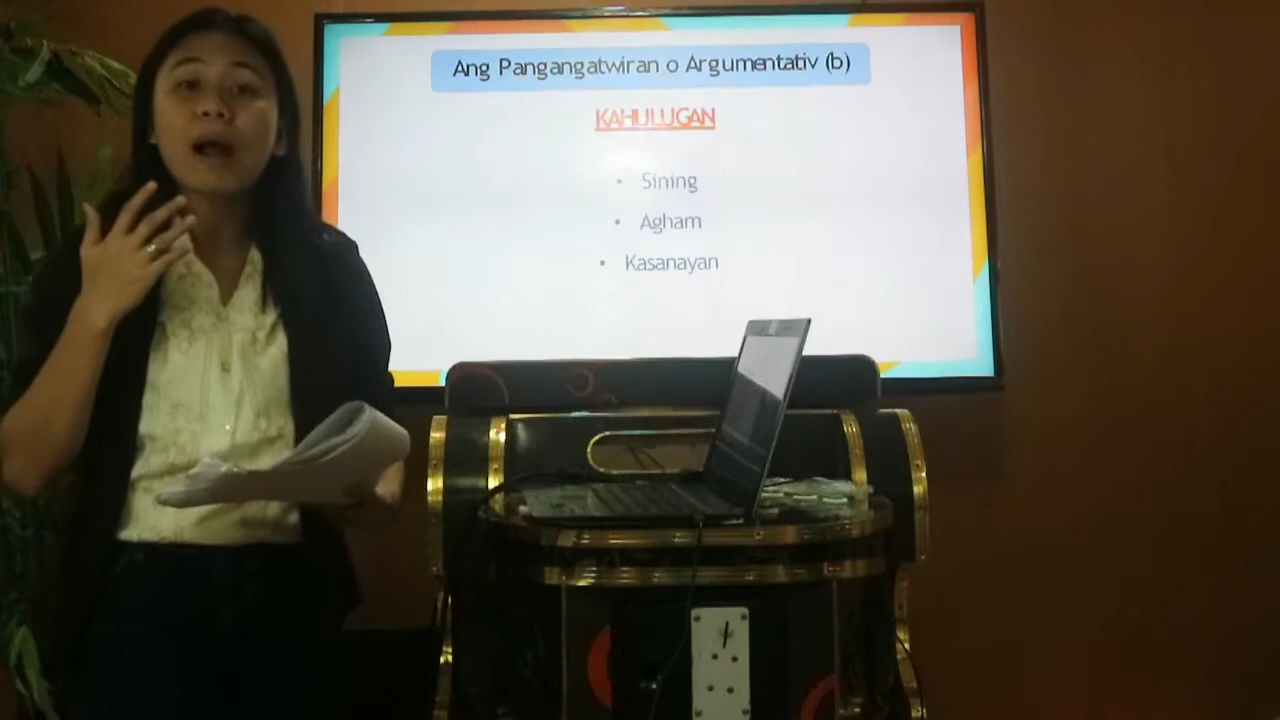 Ang Pangangatwiran o Argumentativ (b)
KAHULUGAN
• Sining
• Agham
• Kasanayan